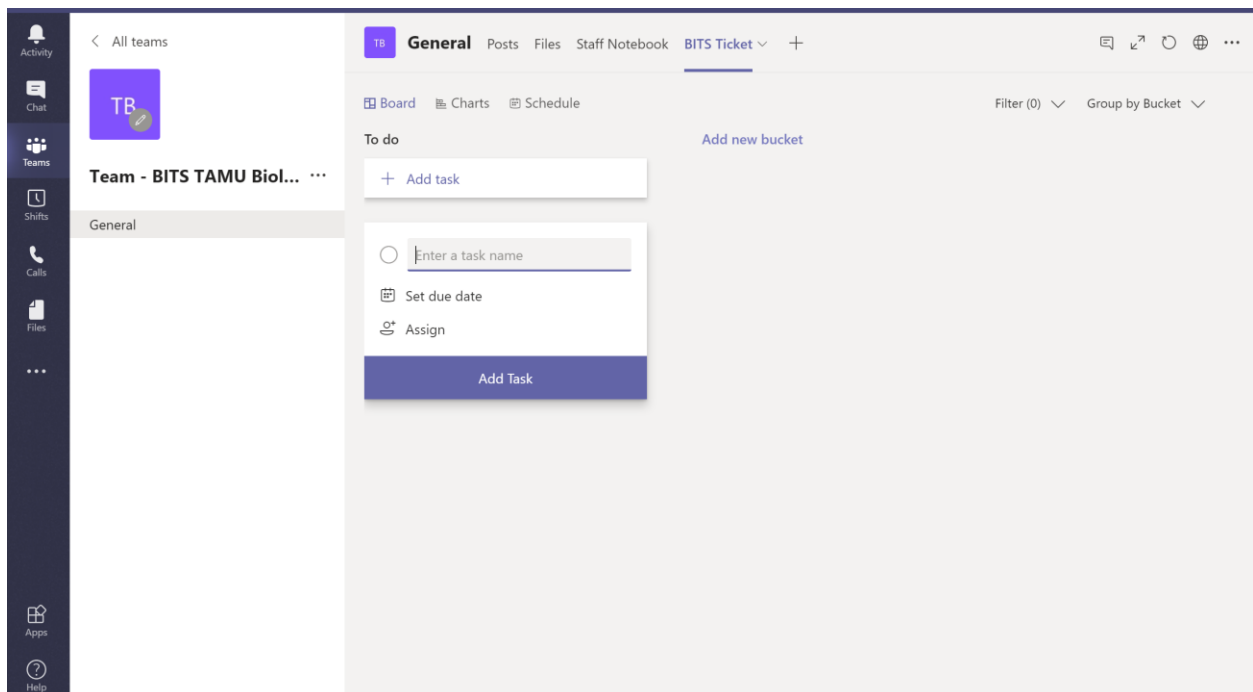 Activity
Chat
Teams
Shifts
Calls
Files
Apps
Help
All teams
TB
Team - BITS TAMU Biol...
General
TB
General Posts Files Staff Notebook BITS Ticket
Board Charts Schedule
Filter (0) Group by Bucket
To do
Add new bucket
+ Add task
Enter a task name
Set due date
Assign
Add Task